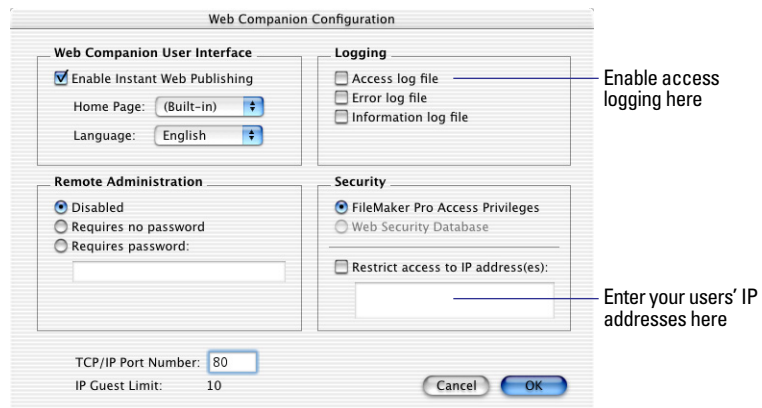 Web Companion Configuration
Web Companion User Interface
Enable Instant Web Publishing
Home Page: (Built-in)
Language: English
Logging
Access log file
Error log file
Information log file
Enable access
logging here
Remote Administration
Disabled
Requires no password
Requires password:
Security
FileMaker Pro Access Privileges
Web Security Database
Restrict access to IP address(es):
Enter your users’ IP
addresses here
TCP/IP Port Number: 80
IP Guest Limit: 10
Cancel
OK